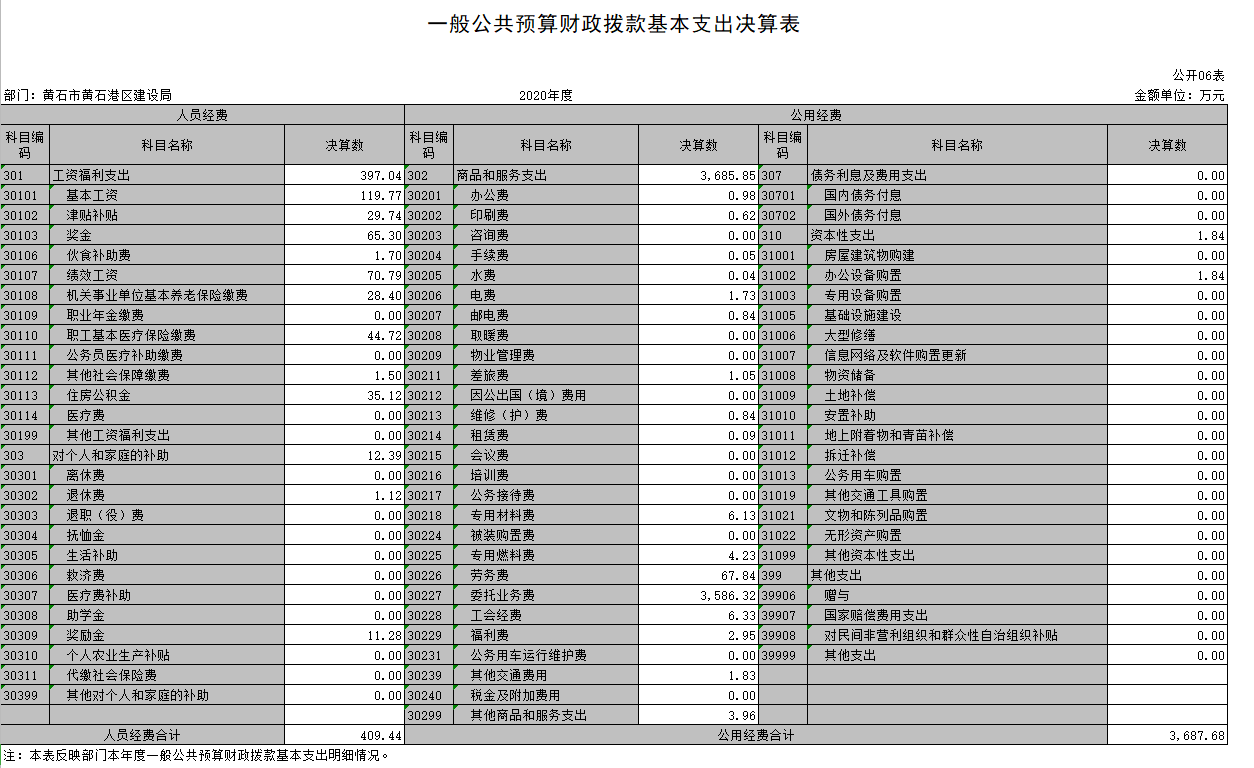 一般公共预算财政拨款基本支出决算表
公开06表
部门：黄石市黄石港区建设局 2020年度 金额单位：万元
人员经费 公用经费
科目编码 科目名称 决算数 科目编码 科目名称 决算数 科目编码 科目名称 决算数
301 工资福利支出 397.04 302 商品和服务支出 3,685.85 307 债务利息及费用支出 0.00
30101 基本工资 119.77 30201 办公费 0.98 30701 国内债务付息 0.00
30102 津贴补贴 29.74 30202 印刷费 0.62 30702 国外债务付息 0.00
30103 奖金 65.30 30203 咨询费 0.00 310 资本性支出 1.84
30106 伙食补助费 1.70 30204 手续费 0.05 31001 房屋建筑物购建 0.00
30107 绩效工资 70.79 30205 水费 0.04 31002 办公设备购置 1.84
30108 机关事业单位基本养老保险缴费 28.40 30206 电费 1.73 31003 专用设备购置 0.00
30109 职业年金缴费 0.00 30207 邮电费 0.84 31005 基础设施建设 0.00
30110 职工基本医疗保险缴费 44.72 30208 取暖费 0.00 31006 大型修缮 0.00
30111 公务员医疗补助缴费 0.00 30209 物业管理费 0.00 31007 信息网络及软件购置更新 0.00
30112 其他社会保障缴费 1.50 30211 差旅费 1.05 31008 物资储备 0.00
30113 住房公积金 35.12 30212 因公出国（境）费用 0.00 31009 土地补偿 0.00
30114 医疗费 0.00 30213 维修（护）费 0.84 31010 安置补助 0.00
30199 其他工资福利支出 0.00 30214 租赁费 0.09 31011 地上附着物和青苗补偿 0.00
303 对个人和家庭的补助 12.39 30215 会议费 0.00 31012 拆迁补偿 0.00
30301 离休费 0.00 30216 培训费 0.00 31013 公务用车购置 0.00
30302 退休费 1.12 30217 公务接待费 0.00 31019 其他交通工具购置 0.00
30303 退职（役）费 0.00 30218 专用材料费 6.13 31021 文物和陈列品购置 0.00
30304 抚恤金 0.00 30224 被装购置费 0.00 31022 无形资产购置 0.00
30305 生活补助 0.00 30225 专用燃料费 4.23 31099 其他资本性支出 0.00
30306 救济费 0.00 30226 劳务费 67.84 399 其他支出 0.00
30307 医疗费补助 0.00 30227 委托业务费 3,586.32 39906 赠与 0.00
30308 助学金 0.00 30228 工会经费 6.33 39907 国家赔偿费用支出 0.00
30309 奖励金 11.28 30229 福利费 2.95 39908 对民间非营利组织和群众性自治组织补贴 0.00
30310 个人农业生产补贴 0.00 30231 公务用车运行维护费 0.00 39999 其他支出 0.00
30311 代缴社会保险费 0.00 30239 其他交通费用 1.83
30399 其他对个人和家庭的补助 0.00 30240 税金及附加费用 0.00
30299 其他商品和服务支出 3.96
人员经费合计 409.44 公用经费合计 3,687.68
注：本表反映部门本年度一般公共预算财政拨款基本支出明细情况。